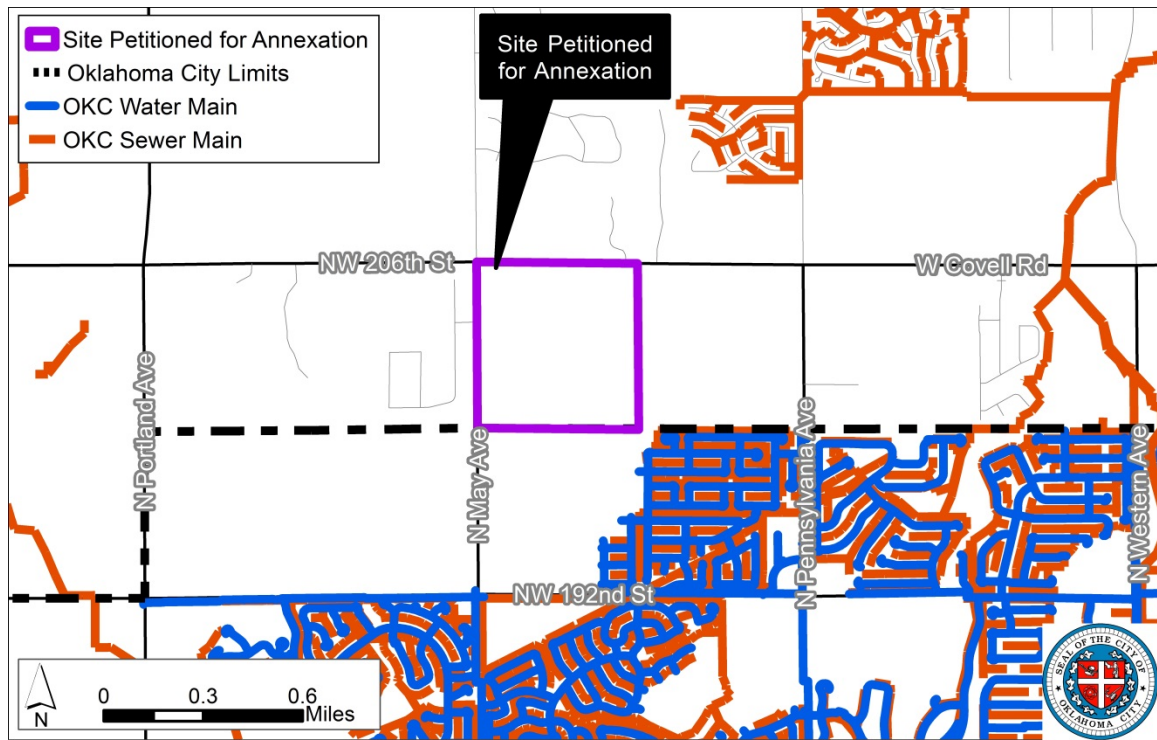 Site Petitioned for Annexation
Oklahoma City Limits
OKC Water Main
OKC Sewer Main
Site Petitioned
for Annexation
NW 206th St
W Covell Rd
N Portland Ave
N May Ave
N Pennsylvania Ave
N Western Ave
NW 192nd St
N
0 0.3 0.6
Miles
SEAL OF THE CITY OF
OKLAHOMA CITY